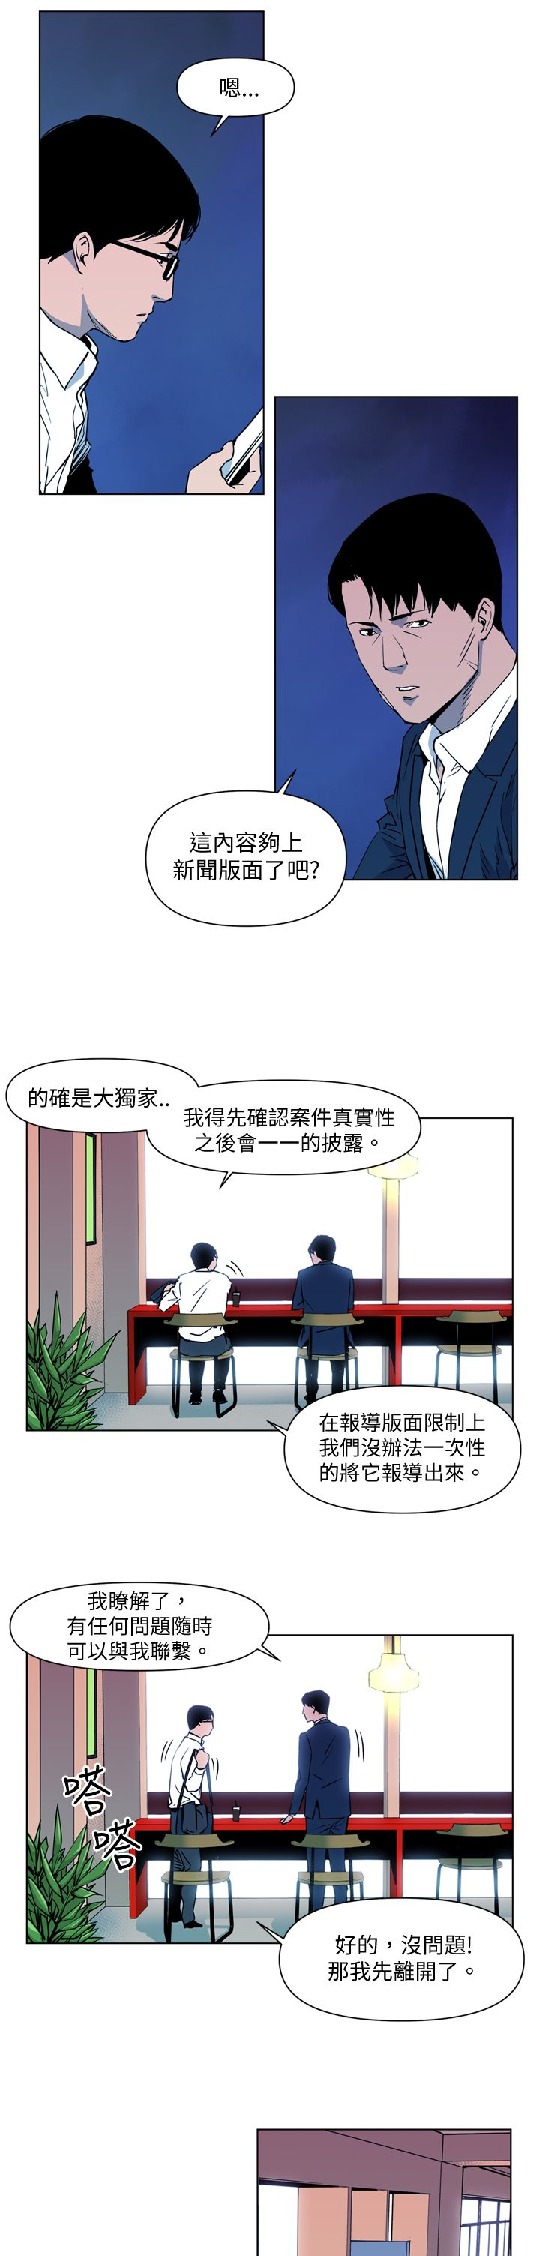 嗯...
這內容夠上
新聞版面了吧?
的確是大獨家..
我得先確認案件真實性
之後會一一的披露。
在報導版面限制上
我們沒辦法一次性
的將它報導出來。
我瞭解了，
有任何問題隨時
可以與我聯繫。
嗒
嗒
好的，沒問題!
那我先離開了。